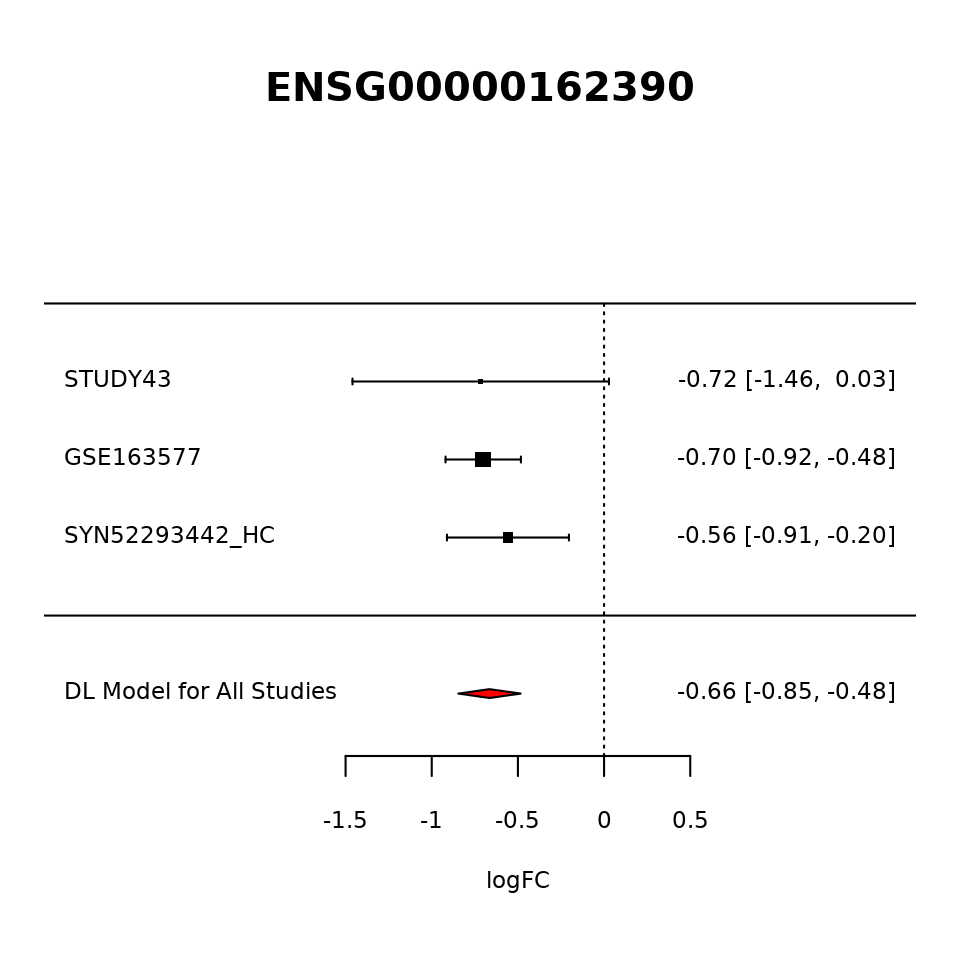 ENSG00000162390
STUDY43 -0.72 [-1.46,  0.03]
GSE163577 -0.70 [-0.92, -0.48]
SYN52293442_HC -0.56 [-0.91, -0.20]
DL Model for All Studies -0.66 [-0.85, -0.48]
-1.5 -1 -0.5 0 0.5
logFC